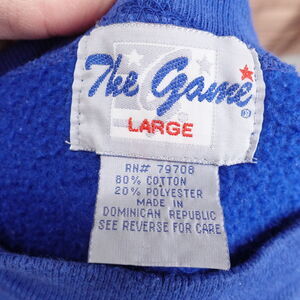 The Game
®
LARGE
RN# 79708
80% COTTON
20% POLYESTER
MADE IN
DOMINICAN REPUBLIC
SEE REVERSE FOR CARE